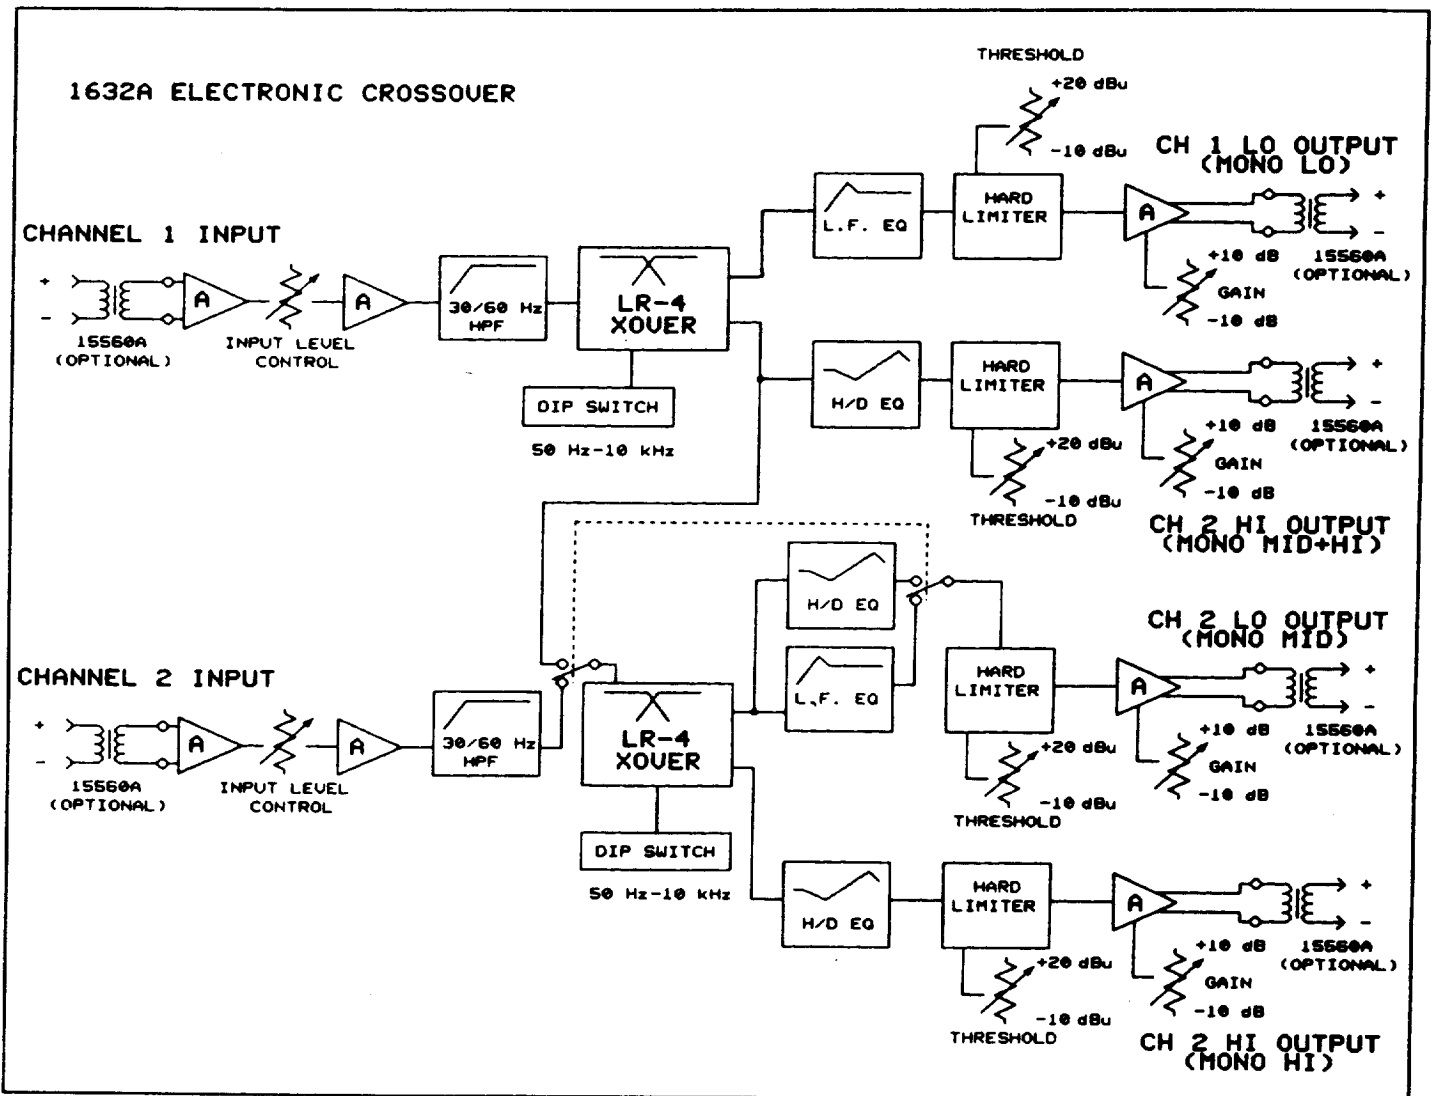 1632A ELECTRONIC CROSSOVER
THRESHOLD
+20 dBu
-10 dBu
CH 1 LO OUTPUT
(MONO LO)
L.F. EQ
HARD
LIMITER
A
+
-
+10 dB
GAIN
-10 dB
15560A
(OPTIONAL)
CHANNEL 1 INPUT
+
-
15560A
(OPTIONAL)
A
INPUT LEVEL
CONTROL
A
30/60 Hz
HPF
LR-4
XOVER
DIP SWITCH
50 Hz-10 kHz
H/D EQ
HARD
LIMITER
+20 dBu
-10 dBu
THRESHOLD
A
+
-
+10 dB
GAIN
-10 dB
15560A
(OPTIONAL)
CH 2 HI OUTPUT
(MONO MID+HI)
H/D EQ
L.F. EQ
HARD
LIMITER
+20 dBu
-10 dBu
THRESHOLD
CH 2 LO OUTPUT
(MONO MID)
A
+
-
+10 dB
GAIN
-10 dB
15560A
(OPTIONAL)
CHANNEL 2 INPUT
+
-
15560A
(OPTIONAL)
A
INPUT LEVEL
CONTROL
A
30/60 Hz
HPF
LR-4
XOVER
DIP SWITCH
50 Hz-10 kHz
H/D EQ
HARD
LIMITER
+20 dBu
-10 dBu
THRESHOLD
A
+
-
+10 dB
GAIN
-10 dB
15560A
(OPTIONAL)
CH 2 HI OUTPUT
(MONO HI)